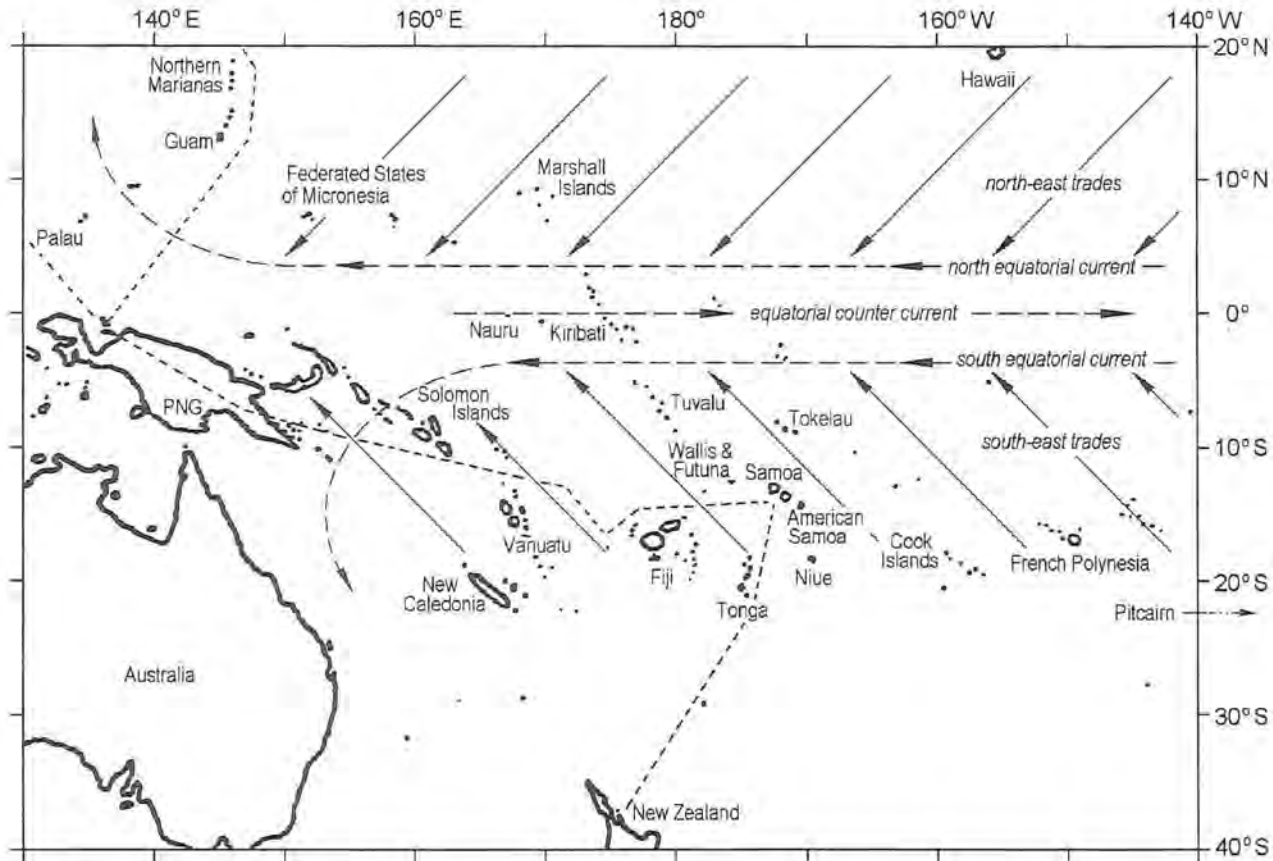 140°E
160°E
180°
160°W
140°W
20°N
Northern
Marianas
Hawaii
Guam
Federated States
of Micronesia
Marshall
Islands
north-east trades
10°N
Palau
north equatorial current
Nauru
Kiribati
equatorial counter current
0°
south equatorial current
PNG
Solomon
Islands
Tuvalu
Tokelau
south-east trades
10°S
Wallis &
Futuna
Samoa
American
Samoa
Vanuatu
Fiji
Niue
Cook
Islands
French Polynesia
New
Caledonia
Tonga
20°S
Pitcairn
Australia
30°S
New Zealand
40°S